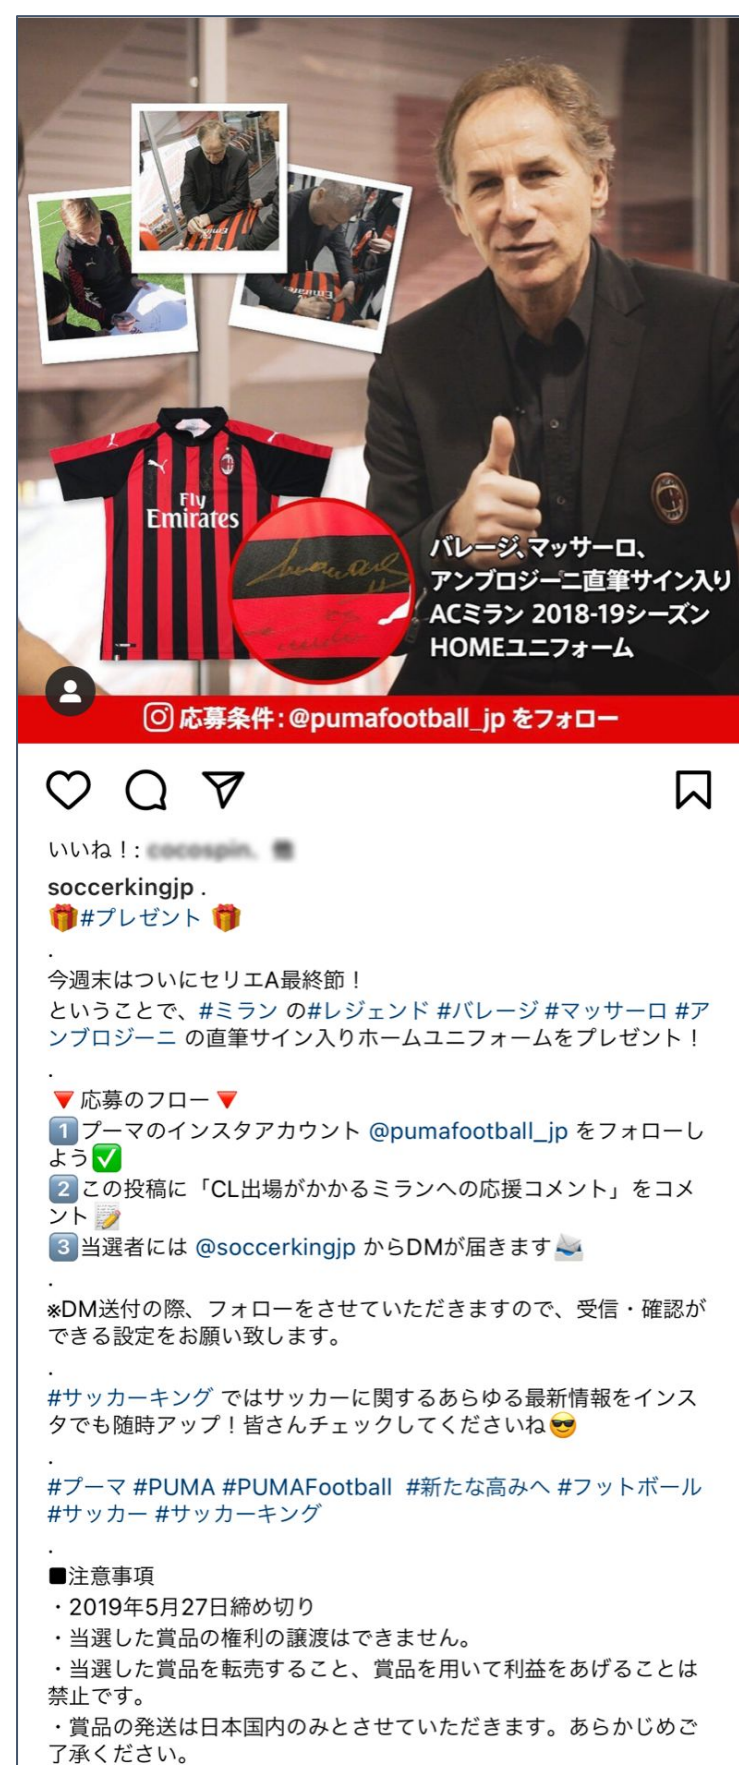 Fly
Emirates
バレージ、マッサーロ、
アンブロジーニ直筆サイン入り
ACミラン 2018-19シーズン
HOMEユニフォーム
応募条件：@pumafootball_jp をフォロー
いいね！:
soccerkingjp .
🎁#プレゼント 🎁
.
今週末はついにセリエA最終節！
ということで、#ミラン の#レジェンド #バレージ #マッサーロ #ア
ンブロジーニ の直筆サイン入りホームユニフォームをプレゼント！
.
🔻応募のフロー🔻
1️⃣プーマのインスタアカウント @pumafootball_jp をフォローし
よう✅
2️⃣この投稿に「CL出場がかかるミランへの応援コメント」をコメ
ント📝
3️⃣当選者には @soccerkingjp からDMが届きます📨
.
※DM送付の際、フォローをさせていただきますので、受信・確認が
できる設定をお願い致します。
.
#サッカーキング ではサッカーに関するあらゆる最新情報をインス
タでも随時アップ！皆さんチェックしてくださいね😎
.
#プーマ #PUMA #PUMAFootball #新たな高みへ #フットボール
#サッカー #サッカーキング
.
■注意事項
・2019年5月27日締め切り
・当選した賞品の権利の譲渡はできません。
・当選した賞品を転売すること、賞品を用いて利益をあげることは
禁止です。
・賞品の発送は日本国内のみとさせていただきます。あらかじめご
了承ください。